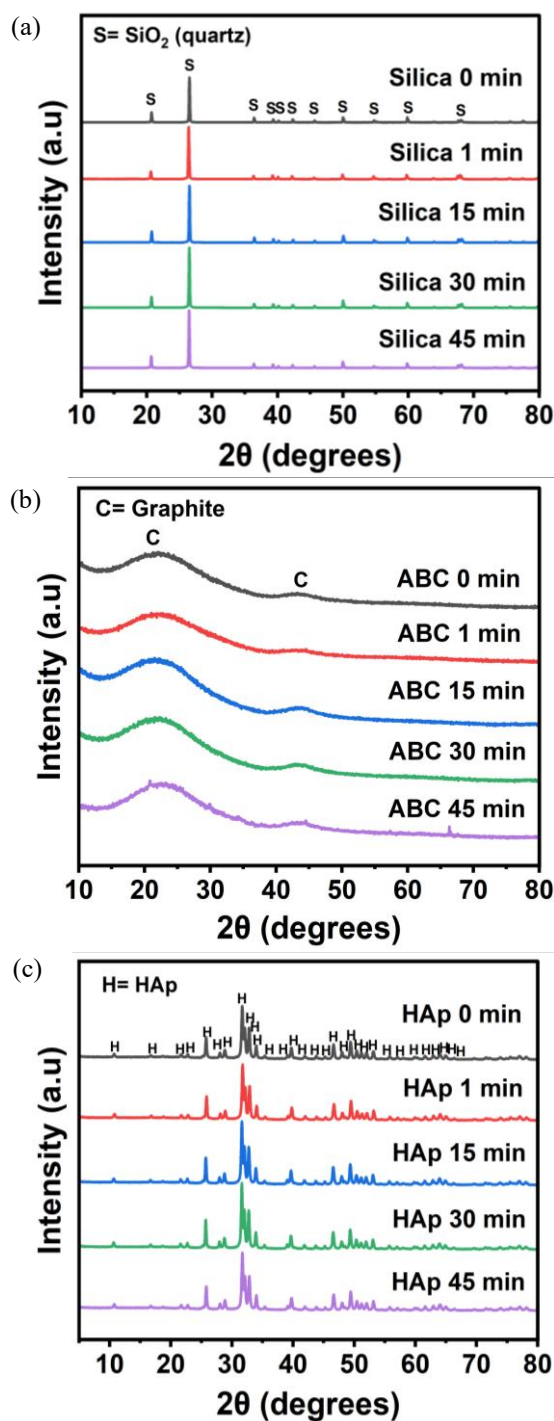 (a)
S= SiO₂ (quartz)
Silica 0 min
S S S S S S S S S S
Silica 1 min
Silica 15 min
Silica 30 min
Silica 45 min
Intensity (a.u)
10 20 30 40 50 60 70 80
2θ (degrees)
(b)
C= Graphite
C C
ABC 0 min
ABC 1 min
ABC 15 min
ABC 30 min
ABC 45 min
Intensity (a.u)
10 20 30 40 50 60 70 80
2θ (degrees)
(c)
H= HAp
HAp 0 min
H H H H H H H H H H H H H H H H H H H H H H H H H H H H H
HAp 1 min
HAp 15 min
HAp 30 min
HAp 45 min
Intensity (a.u)
10 20 30 40 50 60 70 80
2θ (degrees)